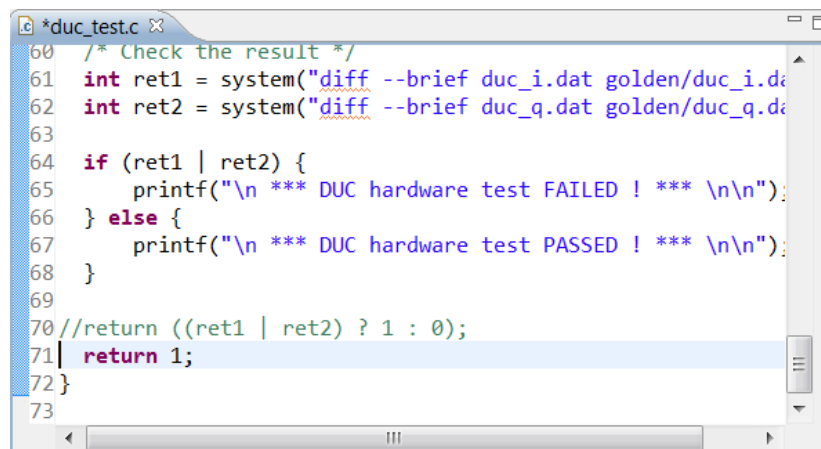 *duc_test.c
60 /* Check the result */
61 int ret1 = system("diff --brief duc_i.dat golden/duc_i.da
62 int ret2 = system("diff --brief duc_q.dat golden/duc_q.da
63
64 if (ret1 | ret2) {
65 printf("\n *** DUC hardware test FAILED ! *** \n\n");
66 } else {
67 printf("\n *** DUC hardware test PASSED ! *** \n\n");
68 }
69
70 //return ((ret1 | ret2) ? 1 : 0);
71 return 1;
72 }
73